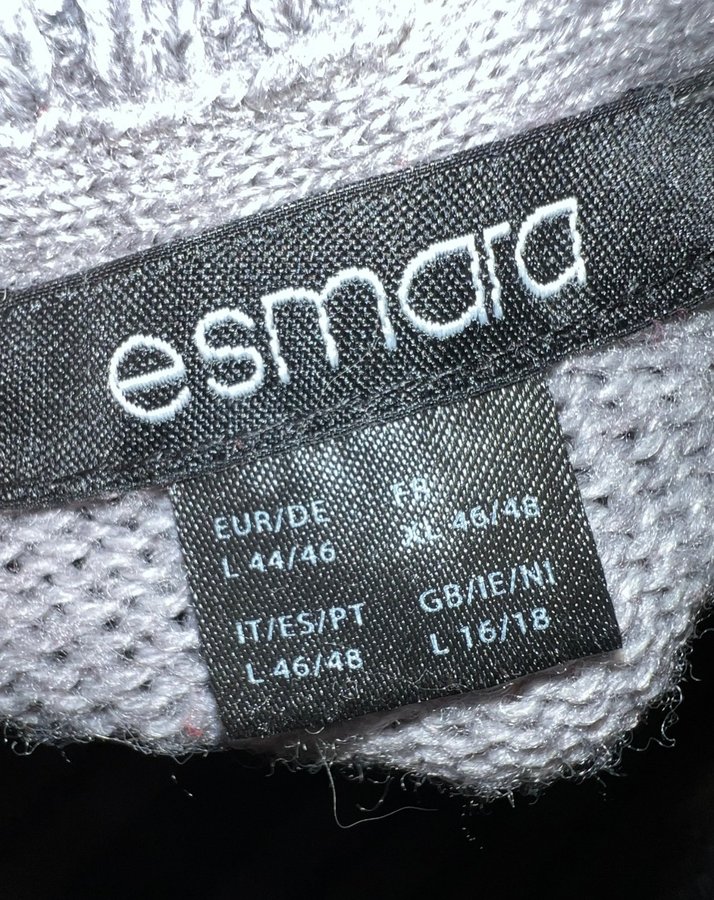 esmara
EUR/DE
L 44/46
FR
XL 46/48
IT/ES/PT
L 46/48
GB/IE/NI
L 16/18